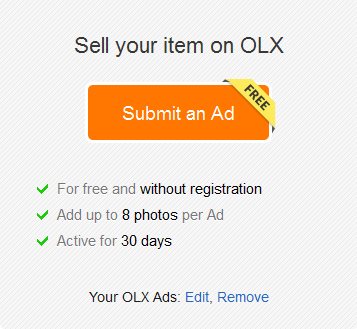 Sell your item on OLX
Submit an Ad
FREE
For free and without registration
Add up to 8 photos per Ad
Active for 30 days
Your OLX Ads: Edit, Remove